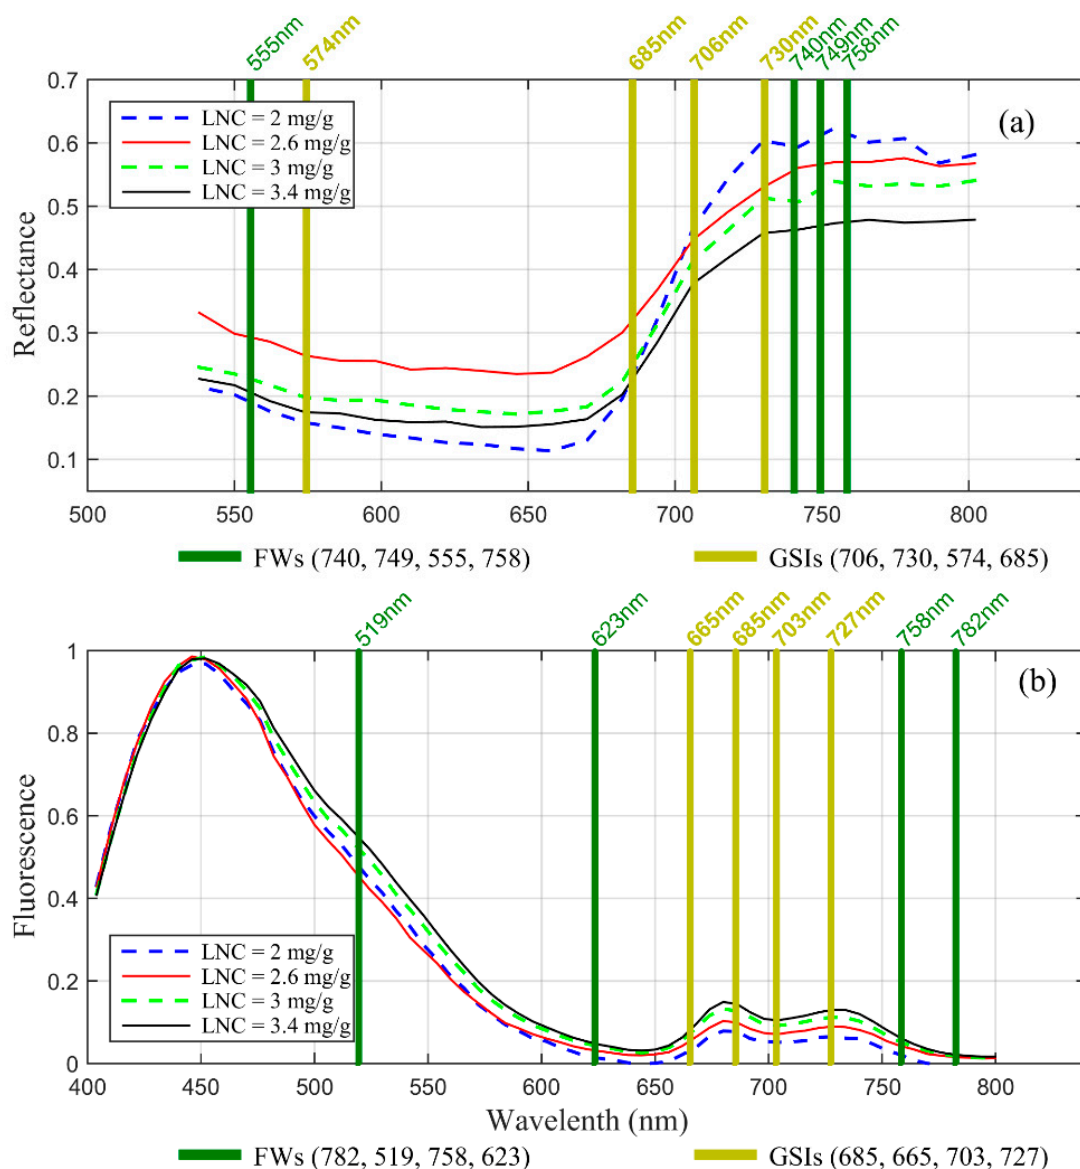 555nm 574nm 685nm 706nm 730nm 740nm 749nm 758nm
(a)
LNC = 2 mg/g
LNC = 2.6 mg/g
LNC = 3 mg/g
LNC = 3.4 mg/g
0.7
0.6
0.5
0.4
0.3
0.2
0.1
Reflectance
500 550 600 650 700 750 800
FWs (740, 749, 555, 758) GSIs (706, 730, 574, 685)
519nm 623nm 665nm 685nm 703nm 727nm 758nm 782nm
(b)
1
0.8
0.6
0.4
0.2
0
Fluorescence
LNC = 2 mg/g
LNC = 2.6 mg/g
LNC = 3 mg/g
LNC = 3.4 mg/g
400 450 500 550 600 650 700 750 800
Wavelenth (nm)
FWs (782, 519, 758, 623) GSIs (685, 665, 703, 727)